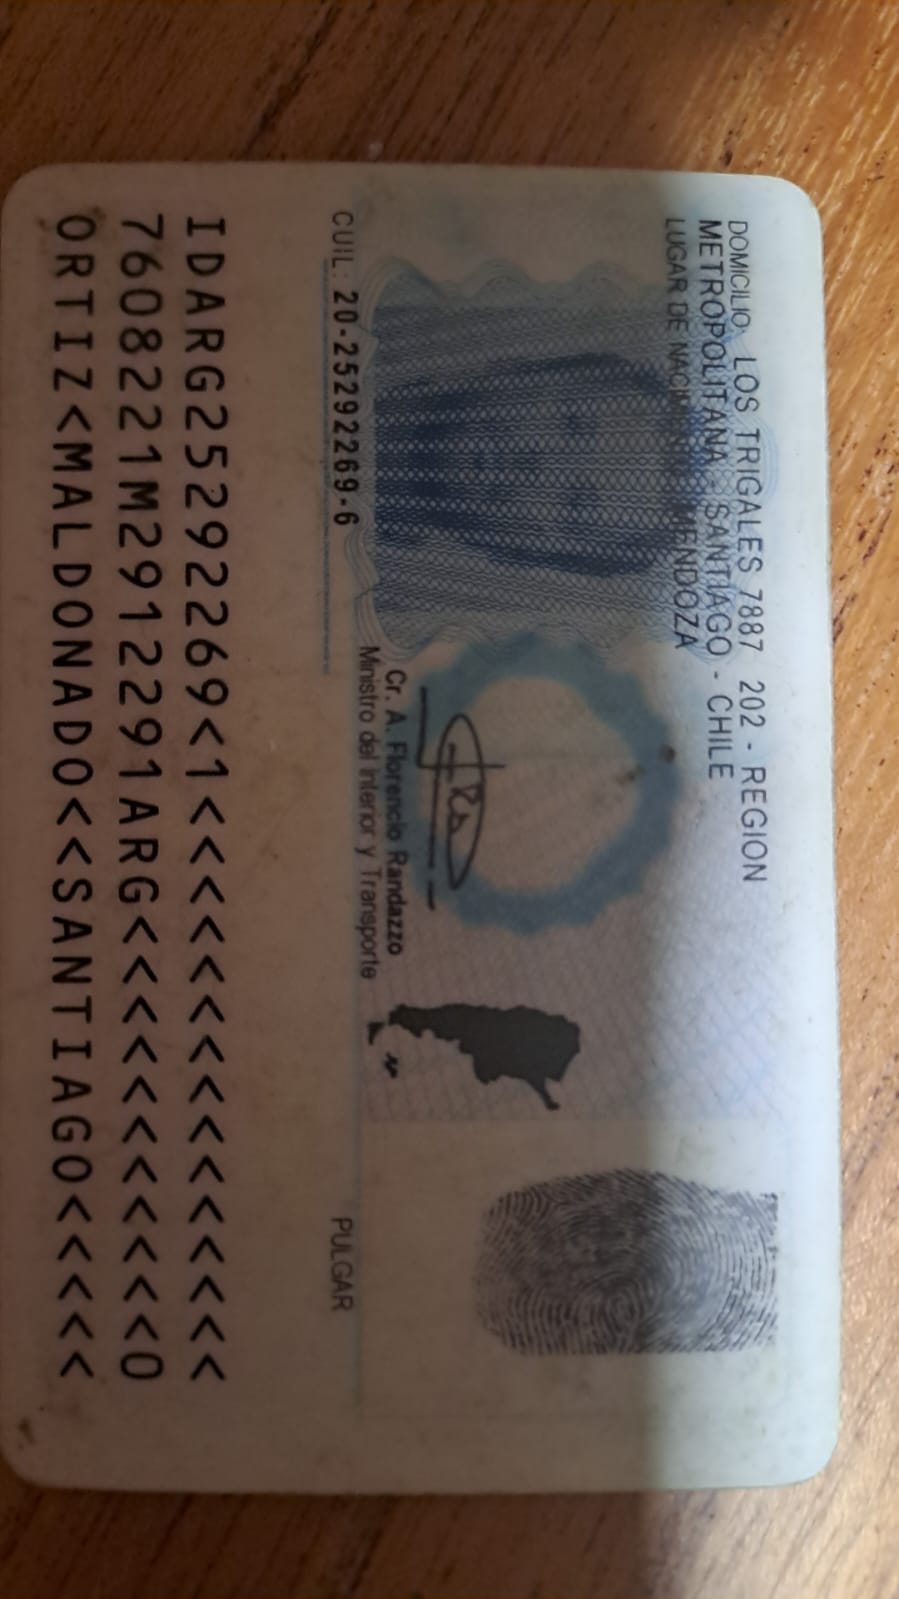 DOMICILIO LOS TRIGALES 7887 202 - REGION
METROPOLITANA - SANTIAGO - CHILE
LUGAR DE NACIMIENTO MENDOZA
Cr. A. Florencio Randazzo
Ministro del Interior y Transporte
CUIL: 20-25292269-6
PULGAR
IDARG25292269<1<<<<<<<<<<<<<<<
7608221M2912291ARG<<<<<<<<<<<0
ORTIZ<MALDONADO<<SANTIAGO<<<<<